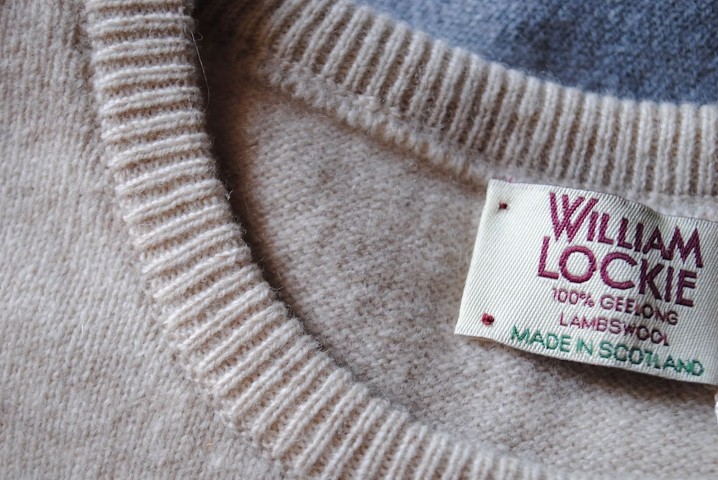 WILLIAM
LOCKIE
100% GEELONG
LAMBSWOOL
MADE IN SCOTLAND